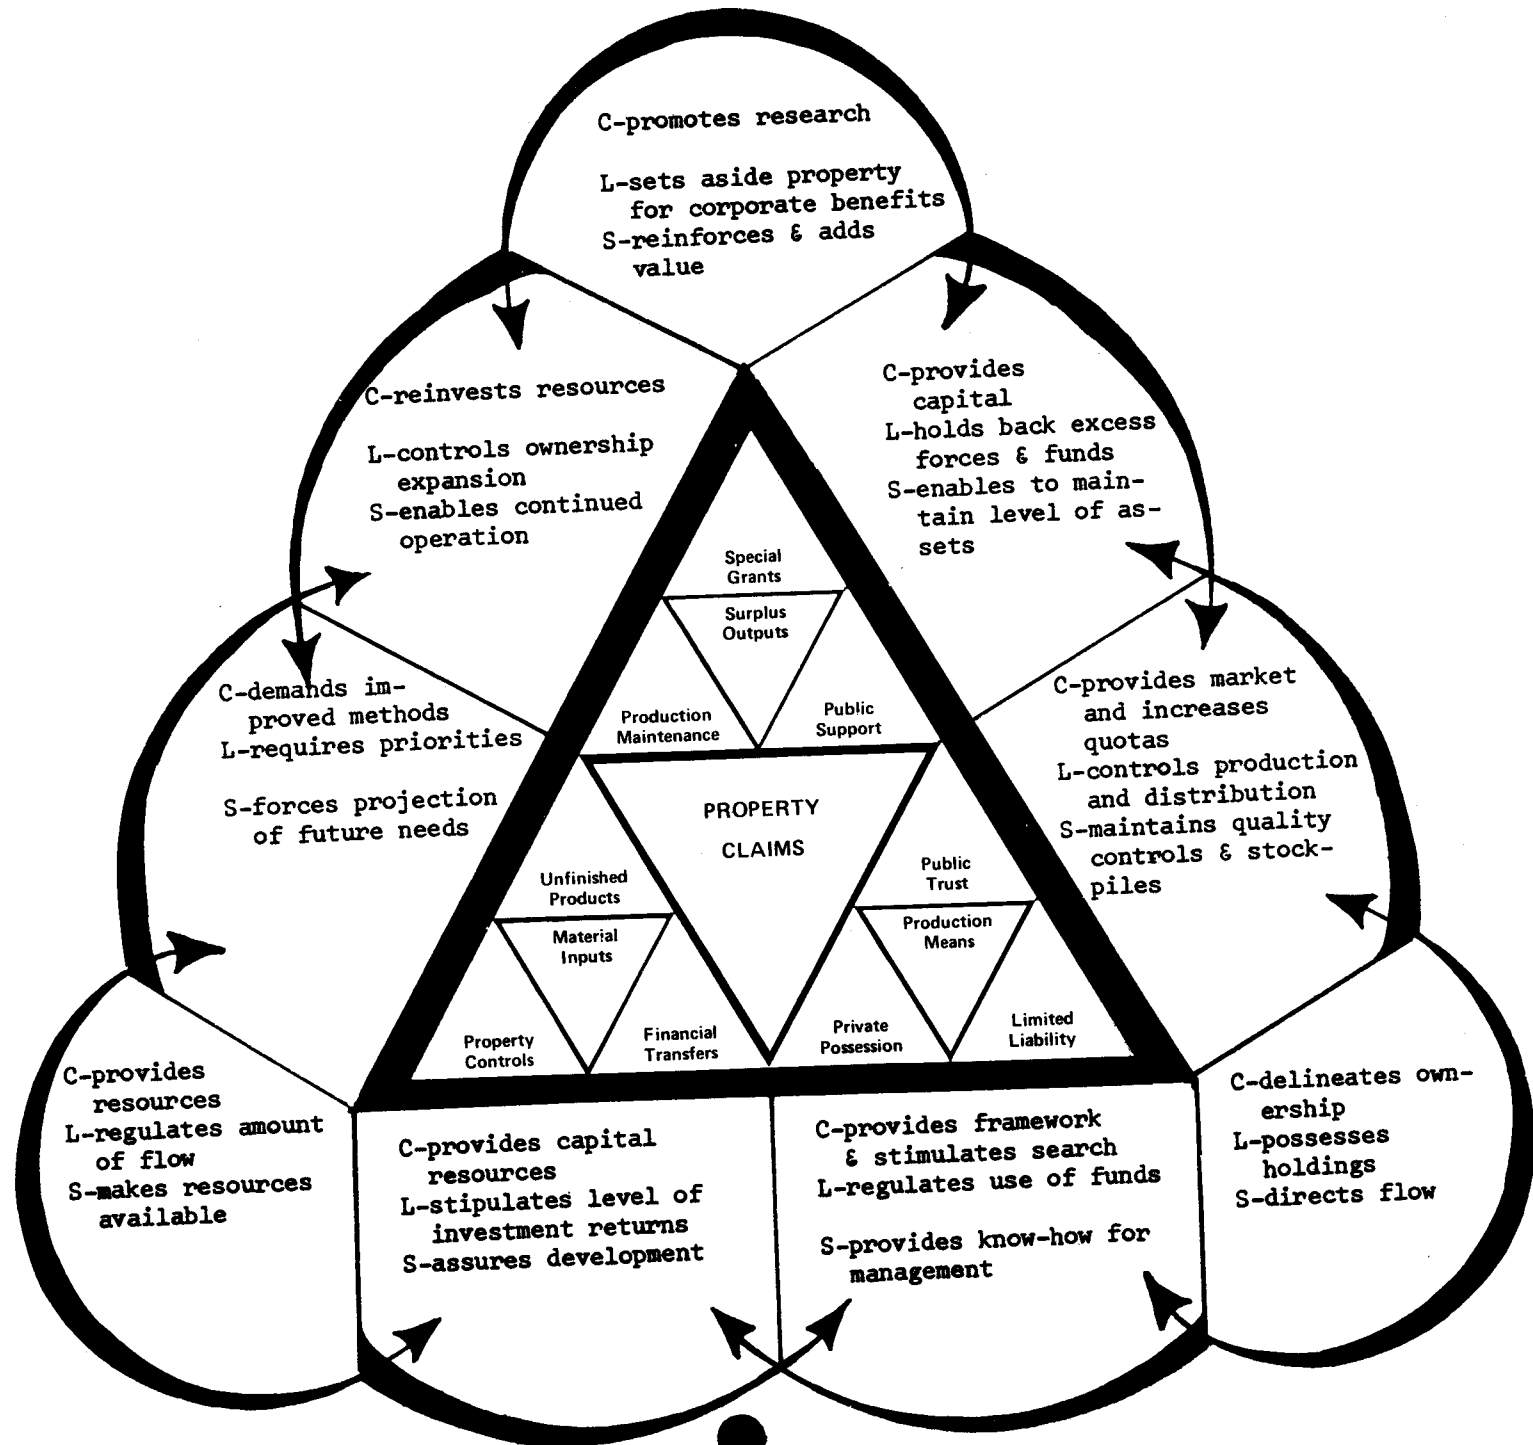 C-promotes research
L-sets aside property
for corporate benefits
S-reinforces & adds
value
C-reinvests resources
L-controls ownership
expansion
S-enables continued
operation
C-provides
capital
L-holds back excess
forces & funds
S-enables to main-
tain level of as-
sets
C-demands im-
proved methods
L-requires priorities
S-forces projection
of future needs
C-provides market
and increases
quotas
L-controls production
and distribution
S-maintains quality
controls & stock-
piles
Special
Grants
Surplus
Outputs
Production
Maintenance
Public
Support
PROPERTY
CLAIMS
Unfinished
Products
Material
Inputs
Property
Controls
Financial
Transfers
Public
Trust
Production
Means
Private
Possession
Limited
Liability
C-provides
resources
L-regulates amount
of flow
S-makes resources
available
C-provides capital
resources
L-stipulates level of
investment returns
S-assures development
C-provides framework
& stimulates search
L-regulates use of funds
S-provides know-how for
management
C-delineates own-
ership
L-possesses
holdings
S-directs flow